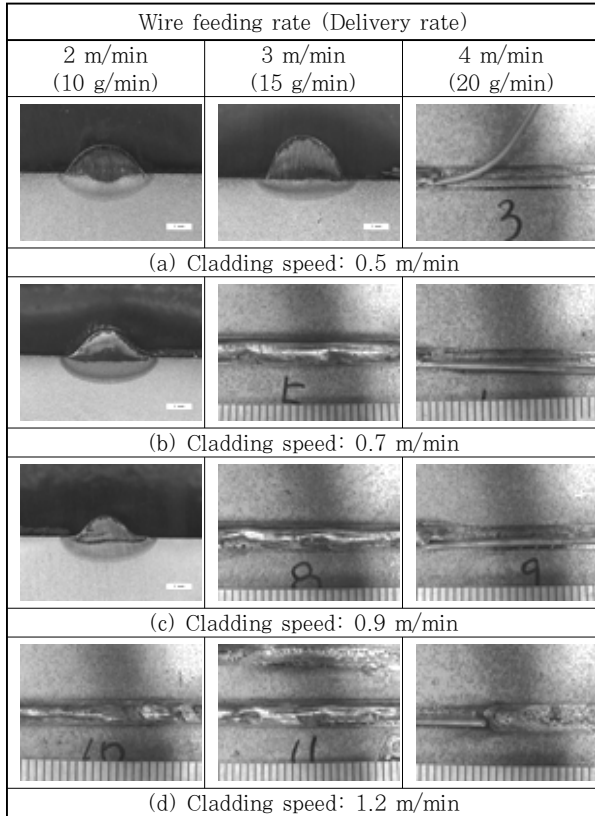 Wire feeding rate (Delivery rate)
2 m/min 3 m/min 4 m/min
(10 g/min) (15 g/min) (20 g/min)
3
(a) Cladding speed: 0.5 m/min
(b) Cladding speed: 0.7 m/min
8 9
(c) Cladding speed: 0.9 m/min
10 11
(d) Cladding speed: 1.2 m/min